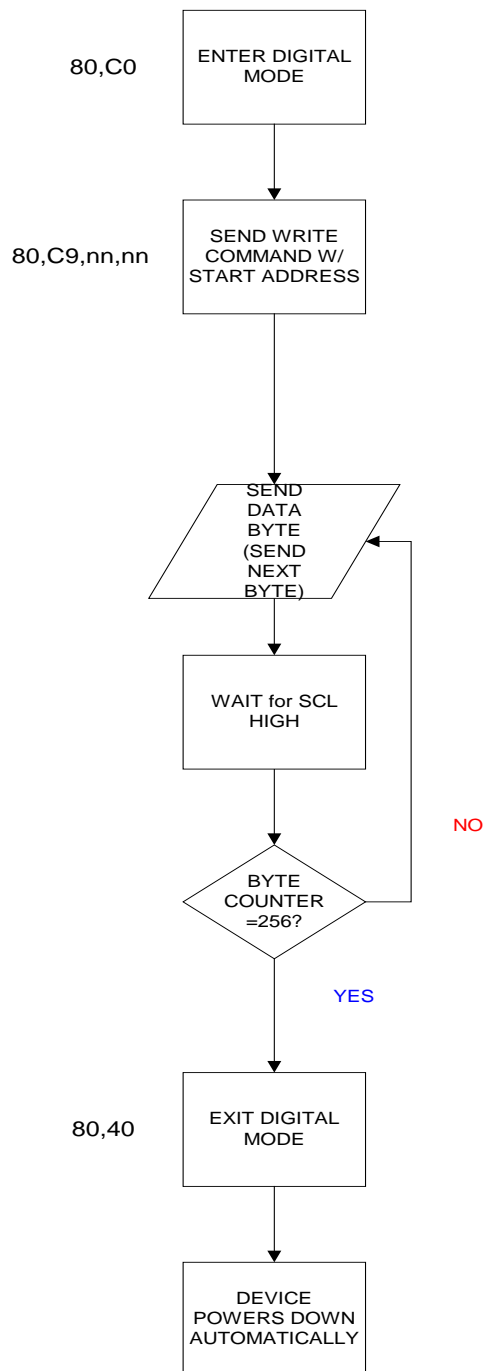 80,C0
ENTER DIGITAL
MODE
80,C9,nn,nn
SEND WRITE
COMMAND W/
START ADDRESS
SEND
DATA
BYTE
(SEND
NEXT
BYTE)
WAIT for SCL
HIGH
NO
BYTE
COUNTER
=256?
YES
80,40
EXIT DIGITAL
MODE
DEVICE
POWERS DOWN
AUTOMATICALLY